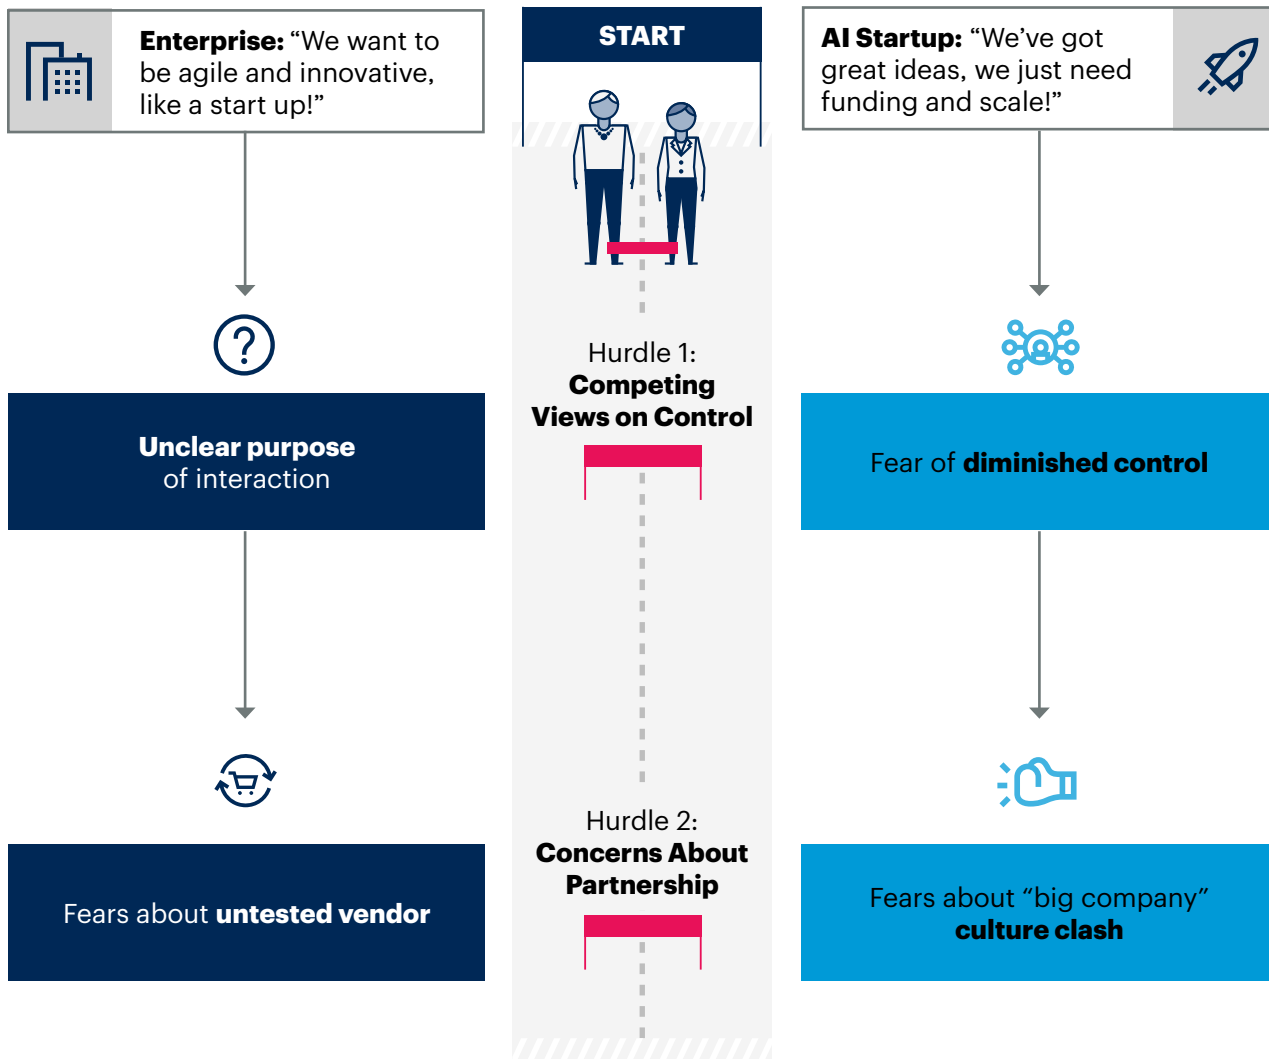 Enterprise: “We want to
be agile and innovative,
like a start up!”
START
AI Startup: “We’ve got
great ideas, we just need
funding and scale!”
Hurdle 1:
Competing
Views on Control
Unclear purpose
of interaction
Fear of diminished control
Hurdle 2:
Concerns About
Partnership
Fears about untested vendor
Fears about “big company”
culture clash